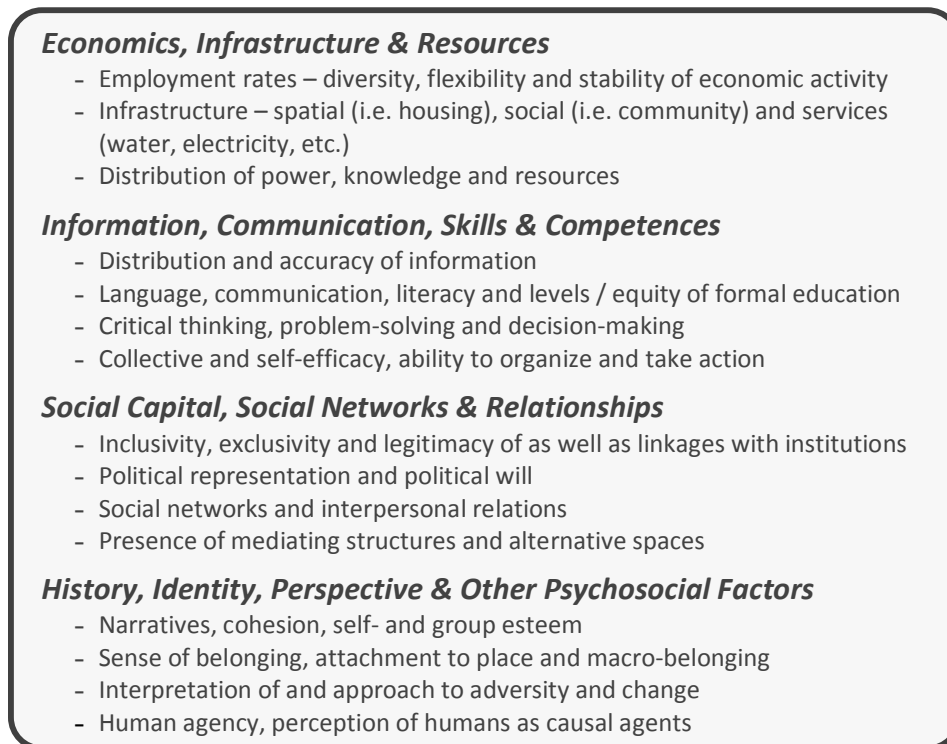 Economics, Infrastructure & Resources
- Employment rates – diversity, flexibility and stability of economic activity
- Infrastructure – spatial (i.e. housing), social (i.e. community) and services
(water, electricity, etc.)
- Distribution of power, knowledge and resources
Information, Communication, Skills & Competences
- Distribution and accuracy of information
- Language, communication, literacy and levels / equity of formal education
- Critical thinking, problem-solving and decision-making
- Collective and self-efficacy, ability to organize and take action
Social Capital, Social Networks & Relationships
- Inclusivity, exclusivity and legitimacy of as well as linkages with institutions
- Political representation and political will
- Social networks and interpersonal relations
- Presence of mediating structures and alternative spaces
History, Identity, Perspective & Other Psychosocial Factors
- Narratives, cohesion, self- and group esteem
- Sense of belonging, attachment to place and macro-belonging
- Interpretation of and approach to adversity and change
- Human agency, perception of humans as causal agents